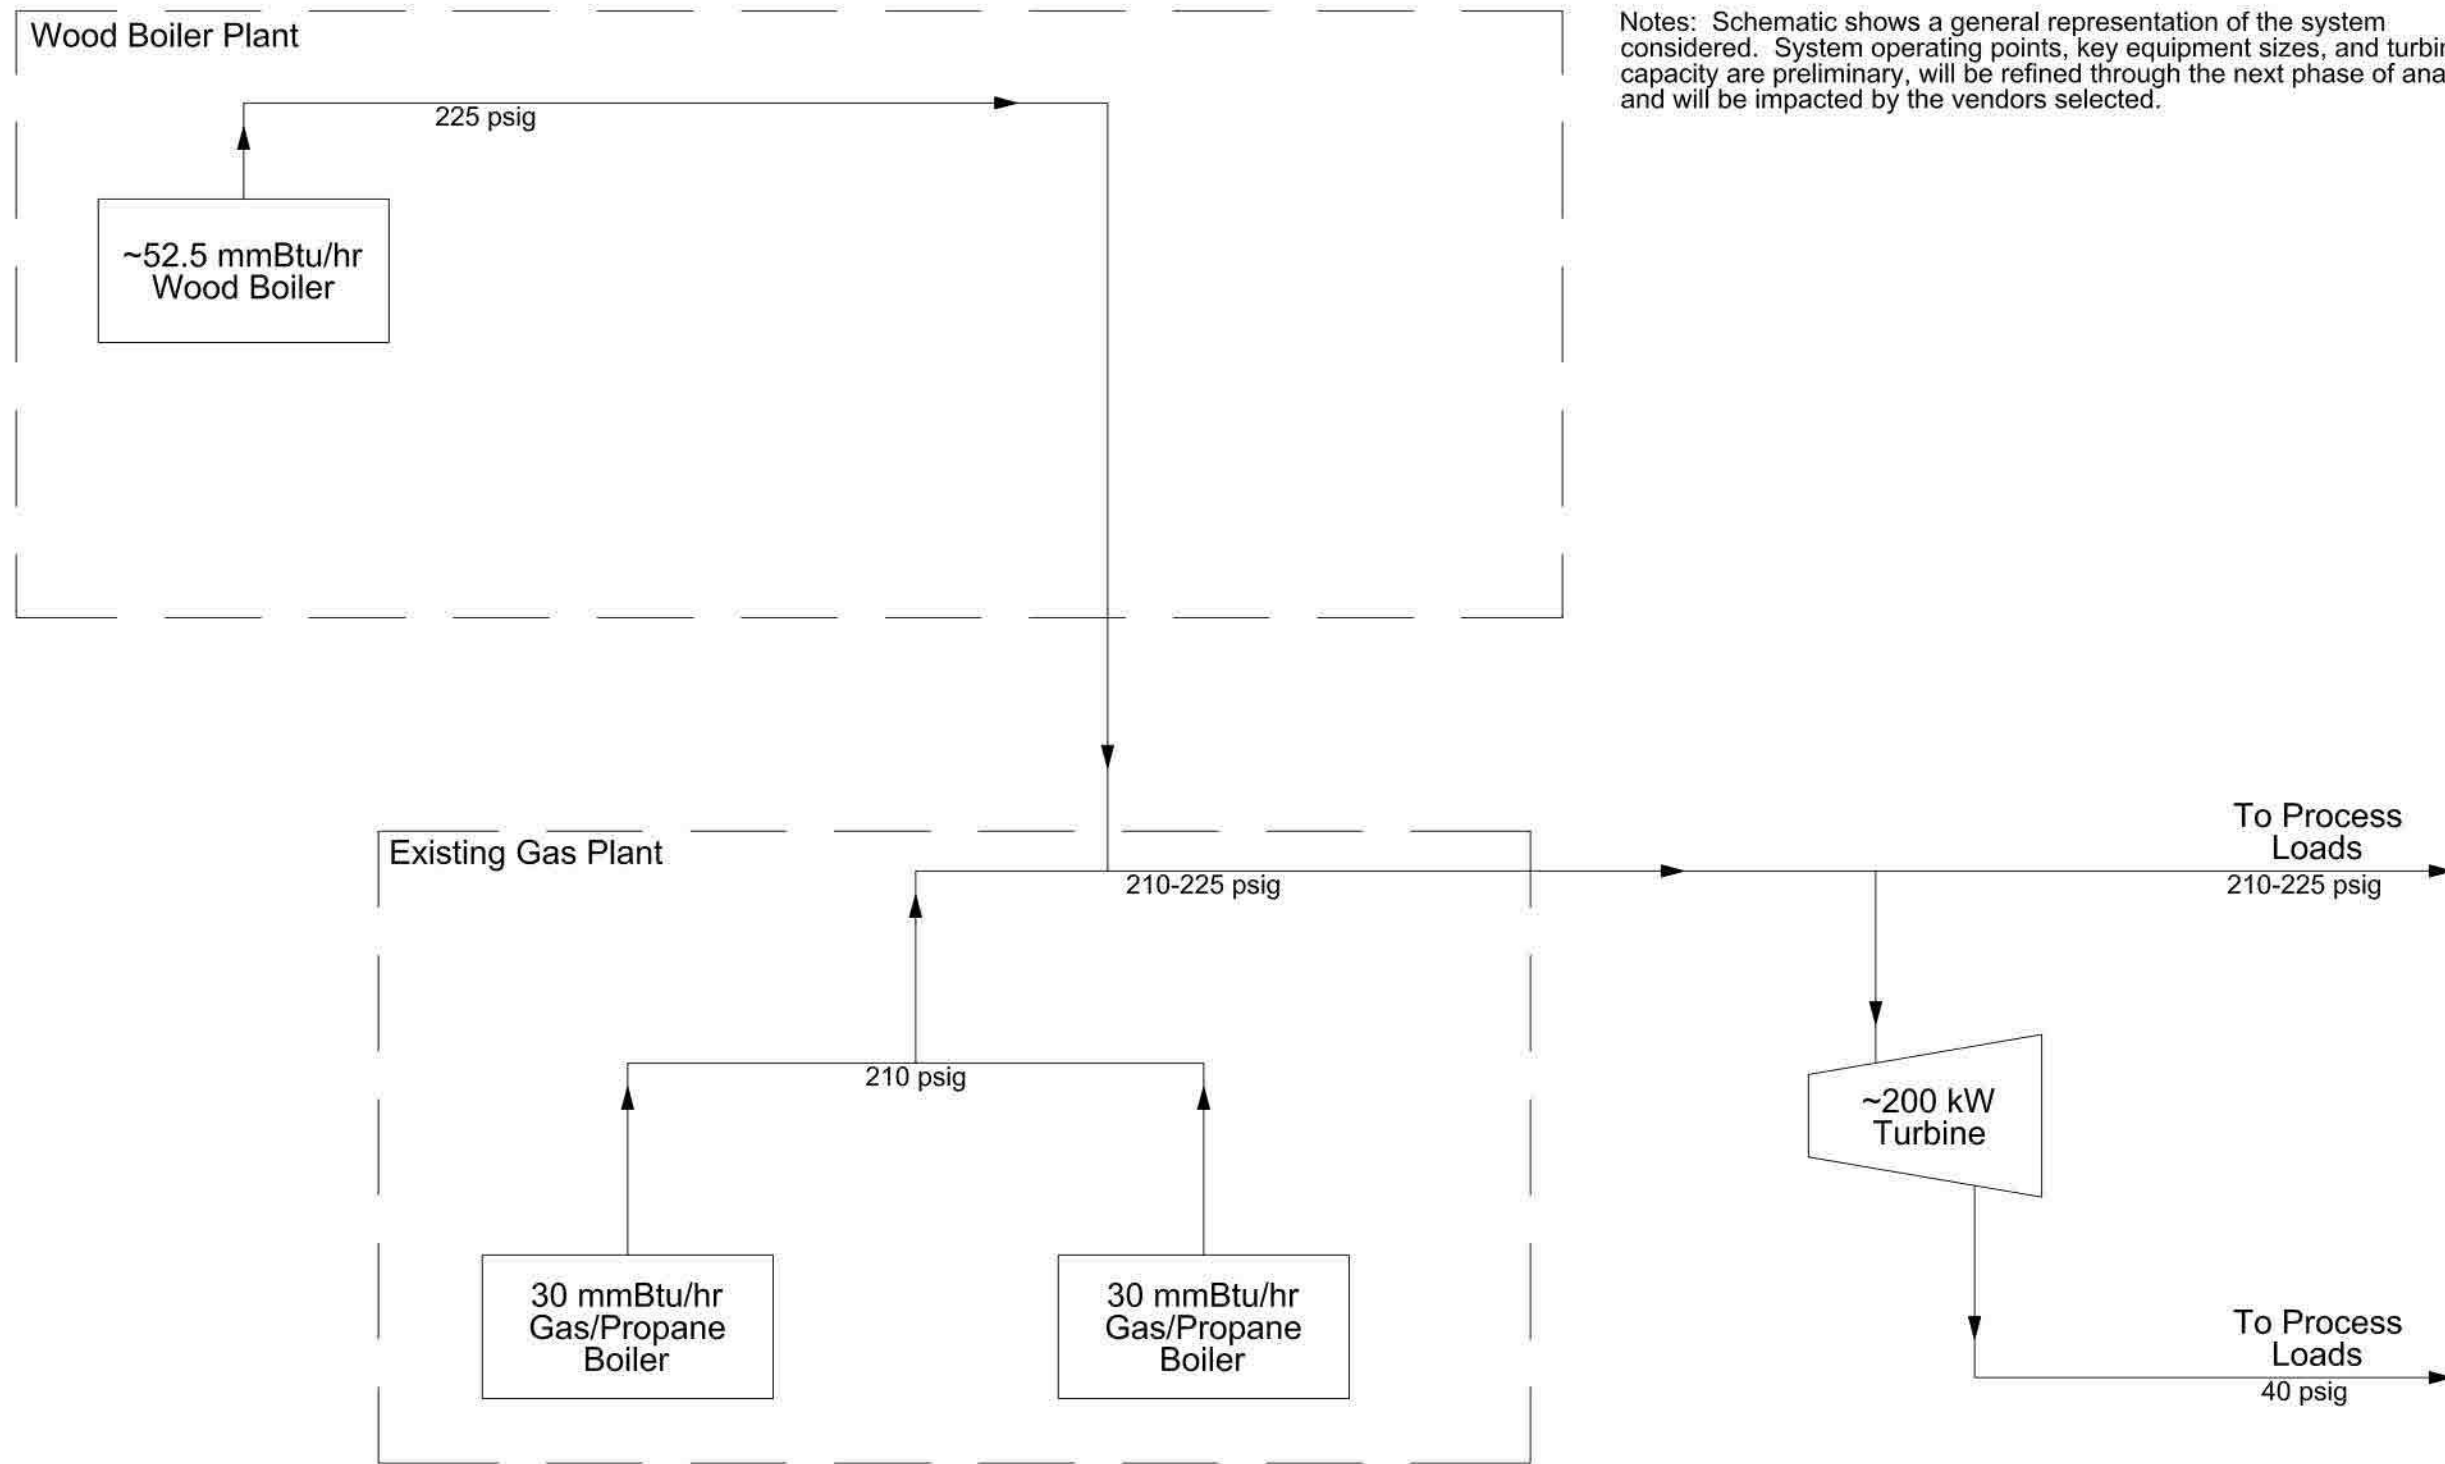 Wood Boiler Plant
Notes:  Schematic shows a general representation of the system
considered.  System operating points, key equipment sizes, and
capacity are preliminary, will be refined through the next phase of
and will be impacted by the vendors selected.
225 psig
~52.5 mmBtu/hr
Wood Boiler
Existing Gas Plant
210-225 psig
To Process
Loads
210-225 psig
210 psig
~200 kW
Turbine
30 mmBtu/hr
Gas/Propane
Boiler
30 mmBtu/hr
Gas/Propane
Boiler
To Process
Loads
40 psig